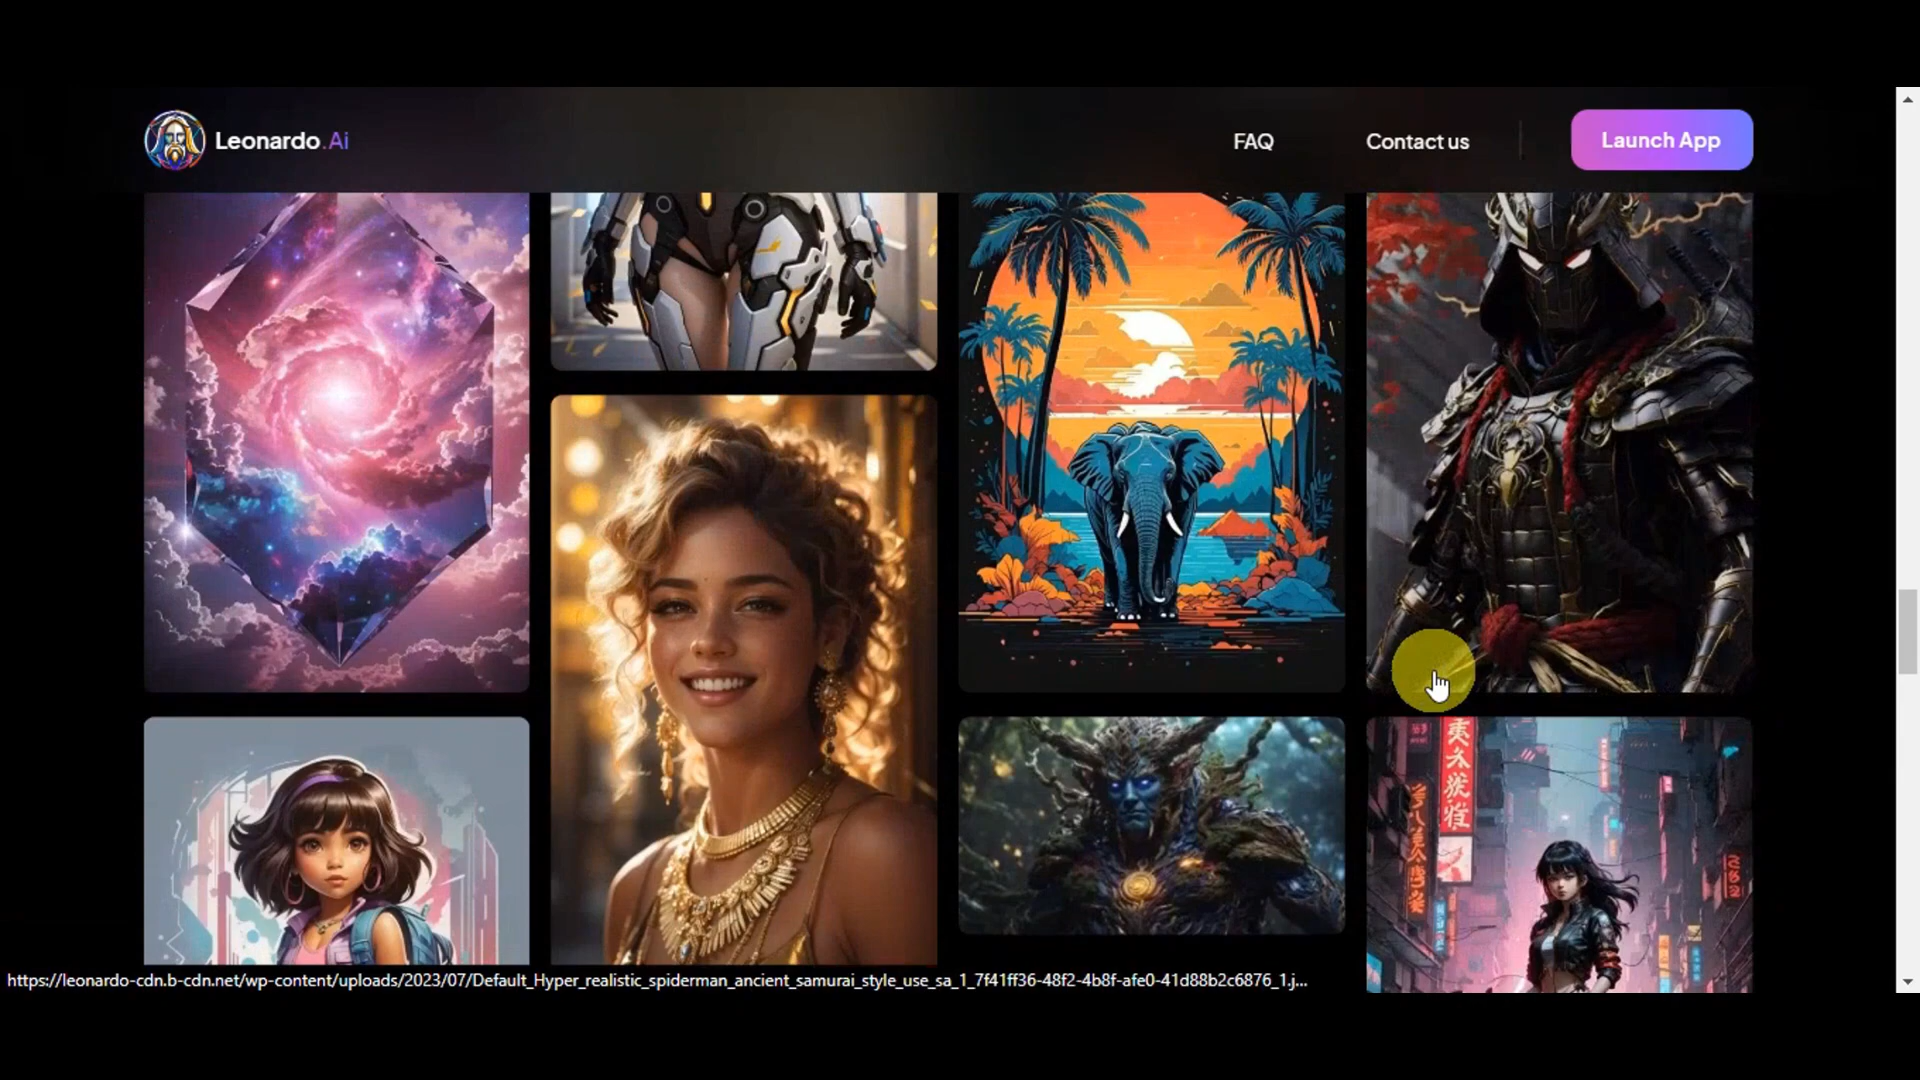 Leonardo.Ai
FAQ
Contact us
Launch App
https://leonardo-cdn.b-cdn.net/wp-content/uploads/2023/07/Default_Hyper_realistic_spiderman_ancient_samurai_style_use_sa_1_7f41ff36-48f2-4b8f-afe0-41d88b2c6876_1.j...